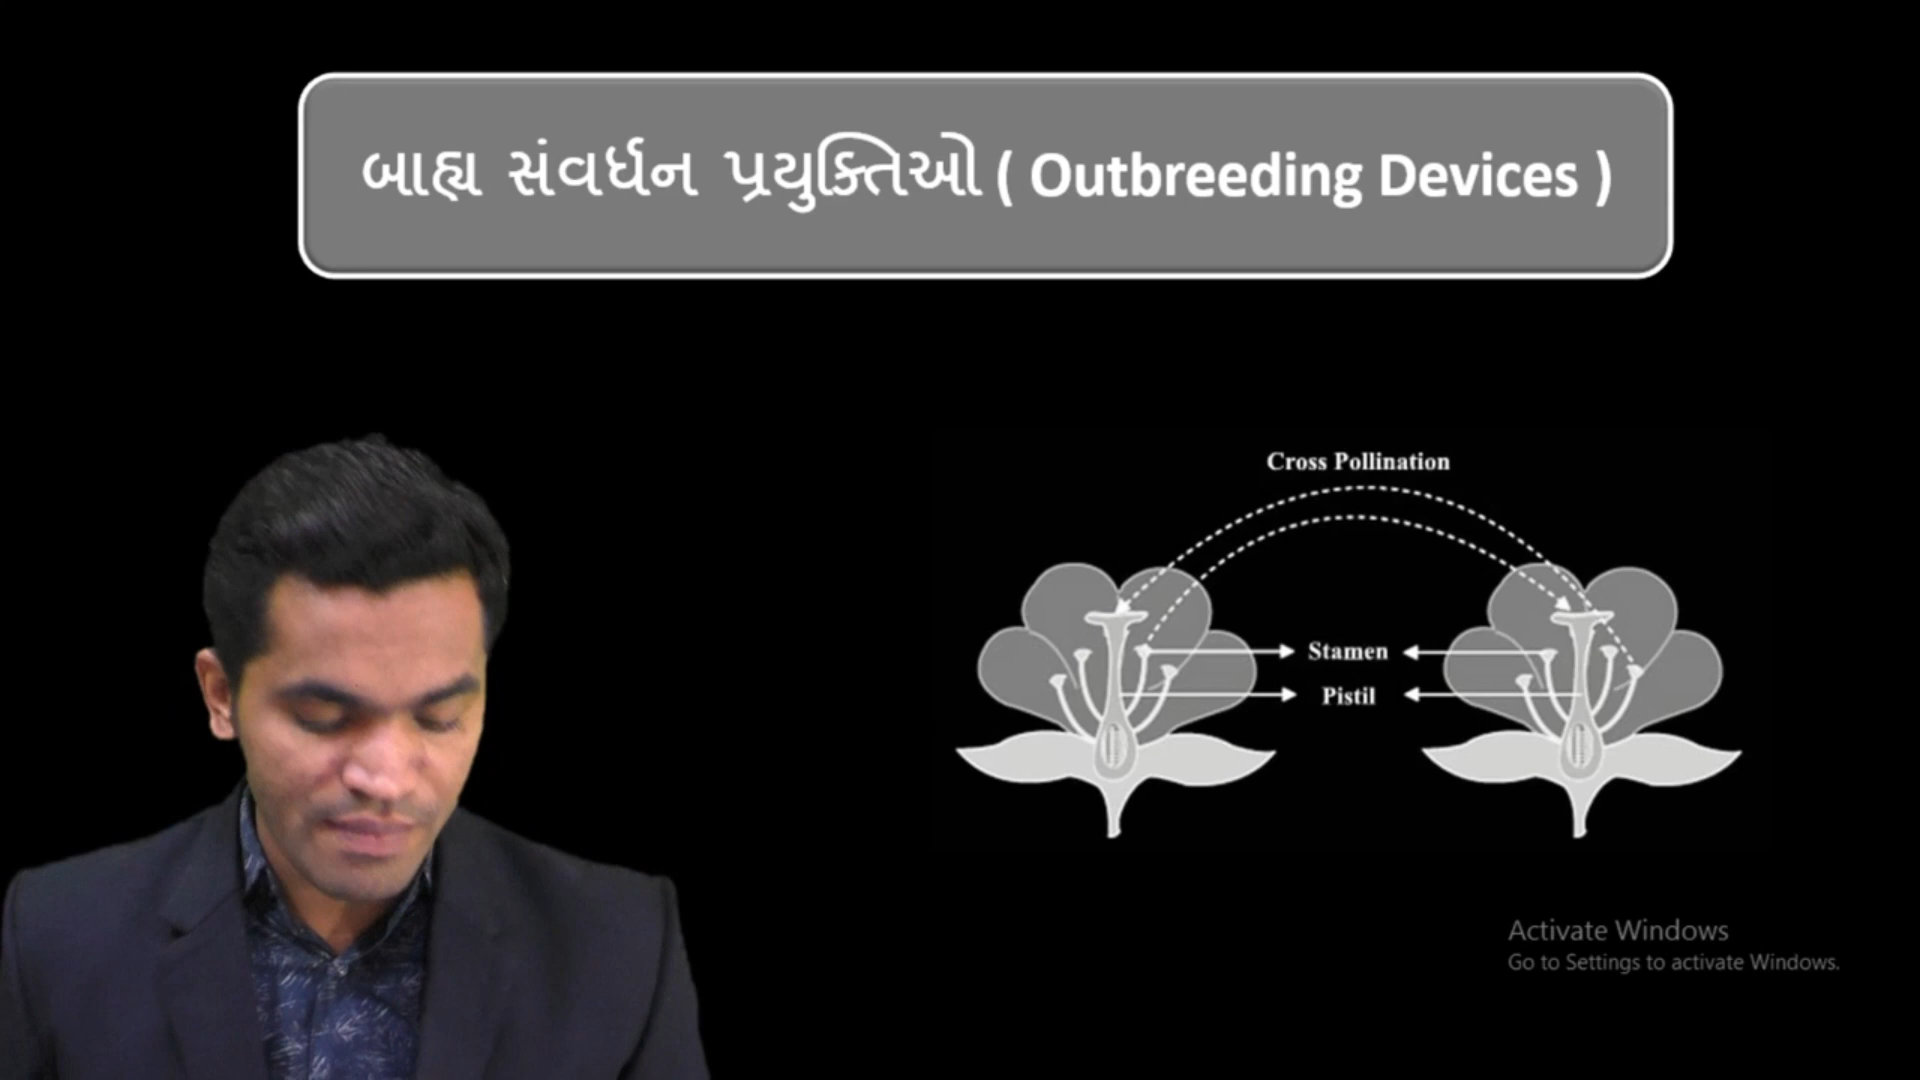 બાહ્ય સંવર્ધન પ્રયુક્તિઓ ( Outbreeding Devices )
Cross Pollination
Stamen
Pistil
Activate Windows
Go to Settings to activate Windows.